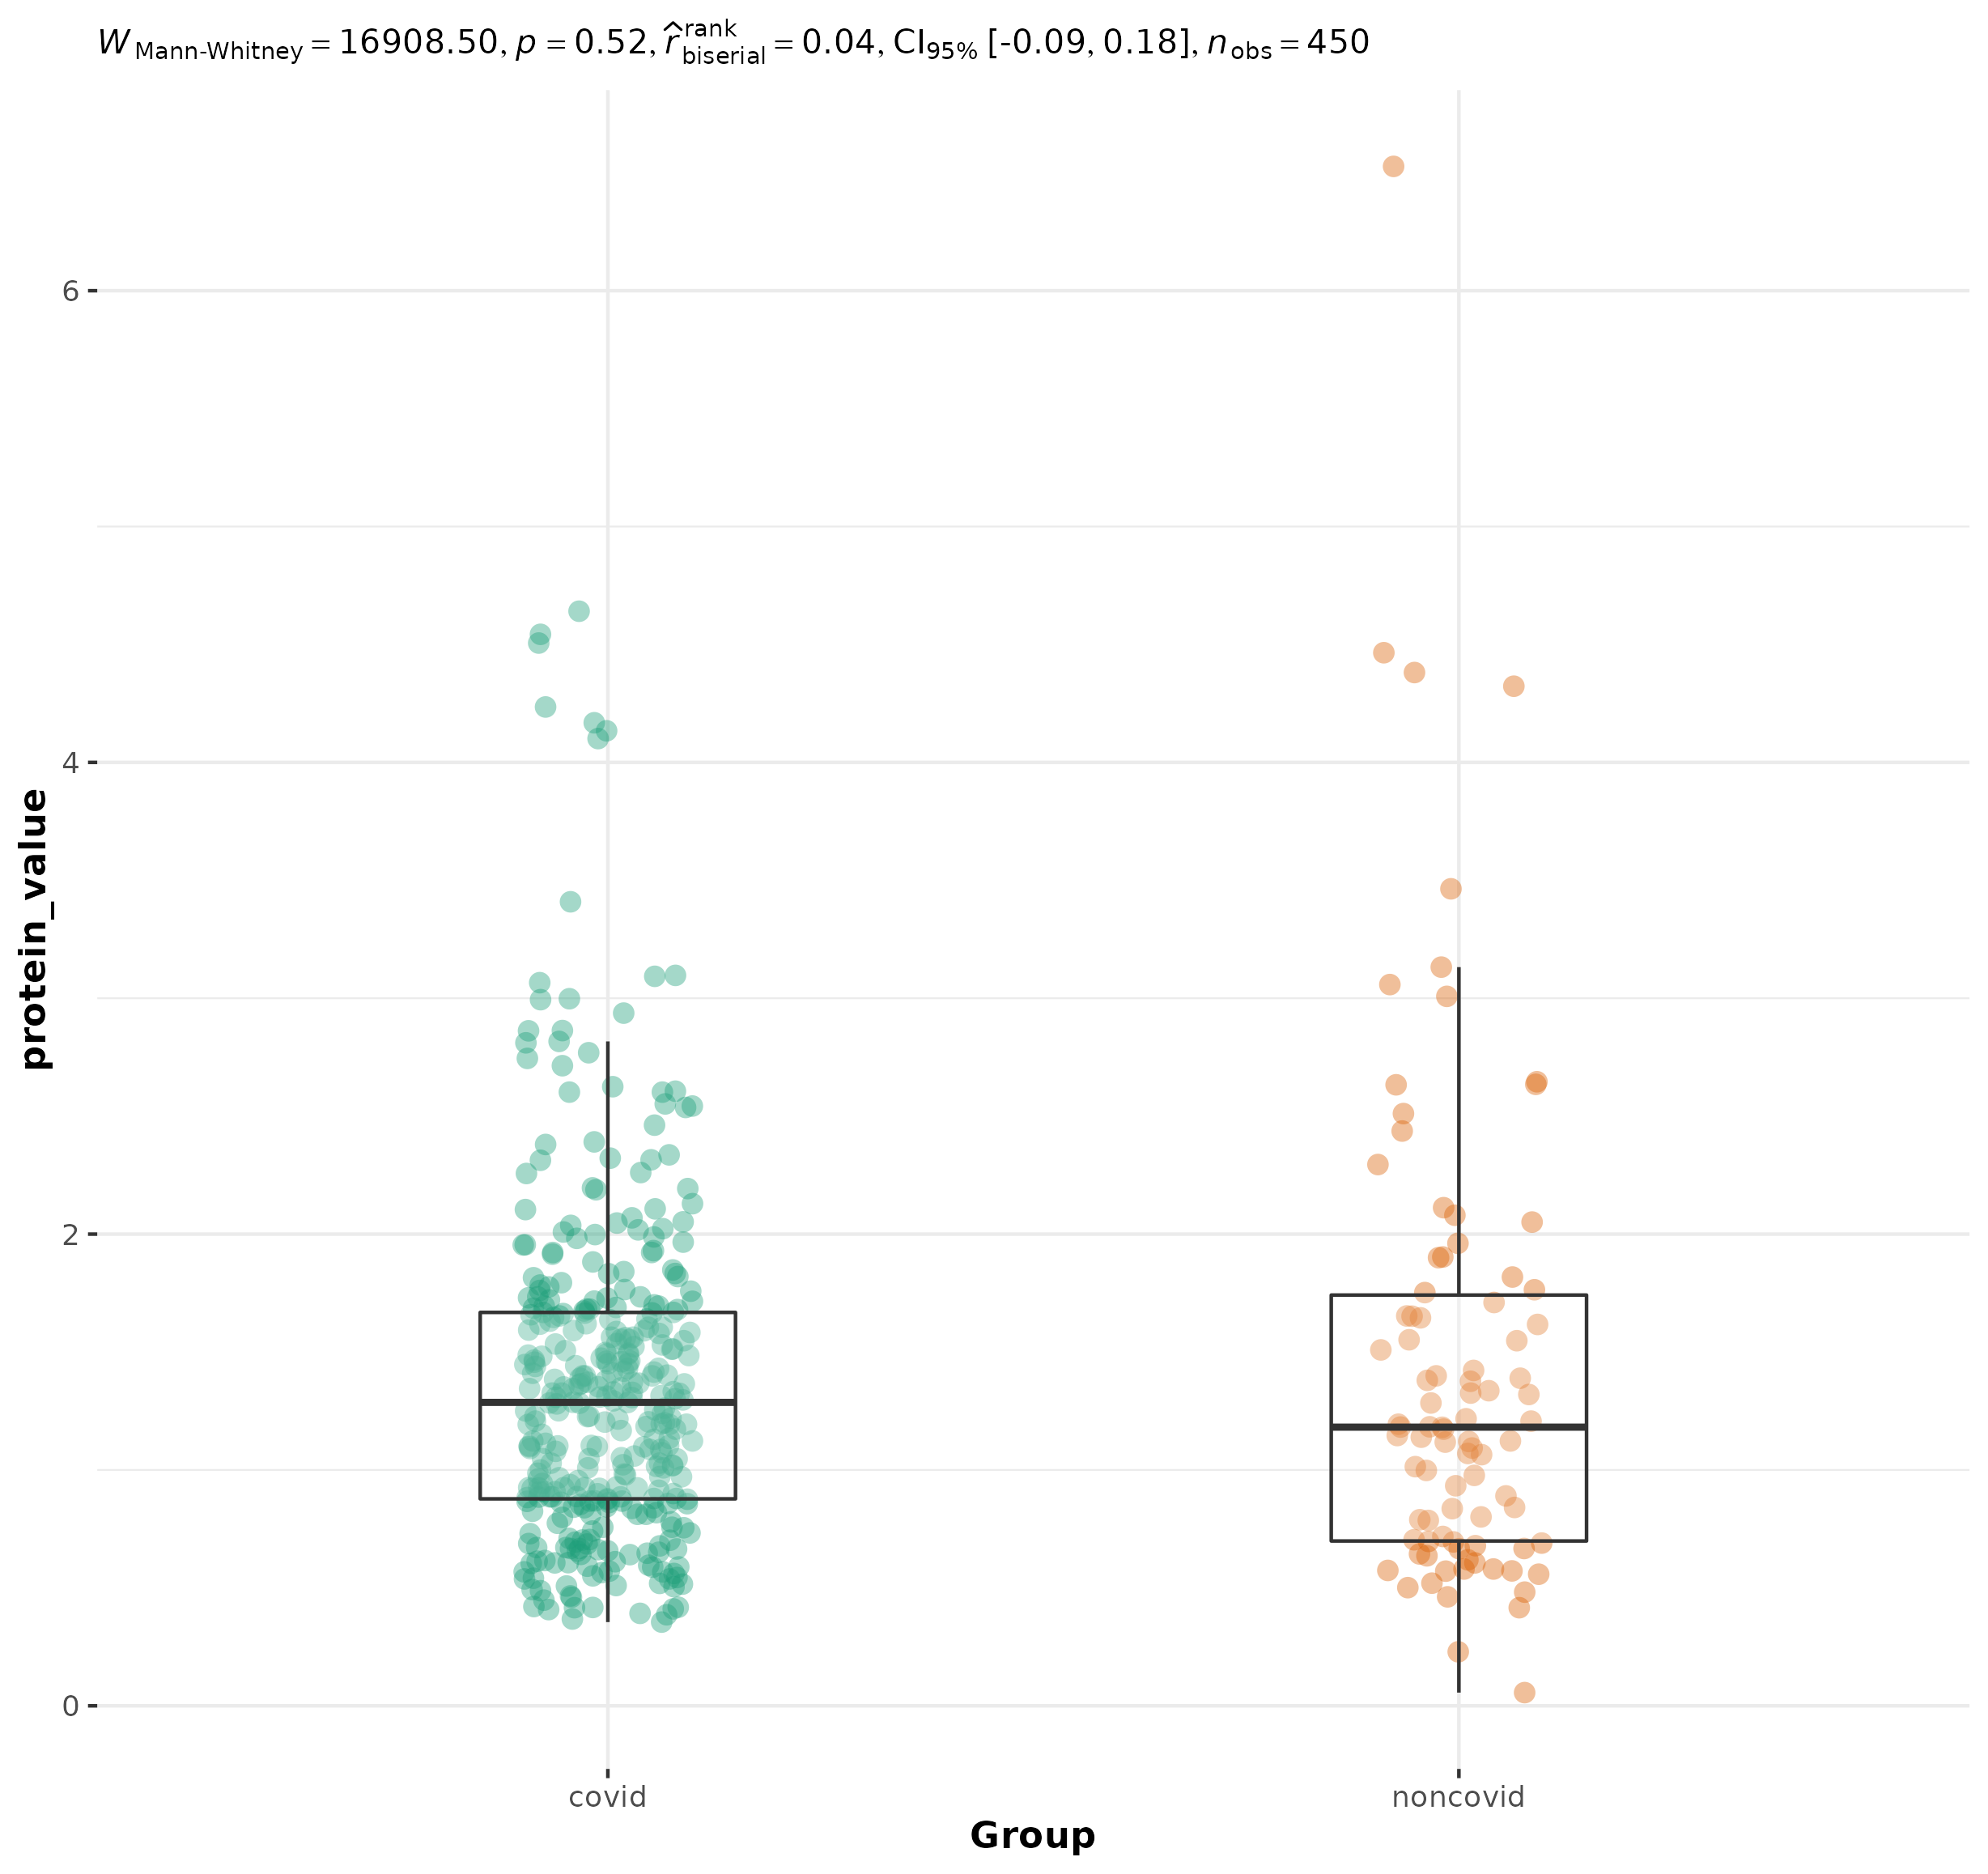 W Mann-Whitney = 16908.50, p = 0.52, r̂ rank biserial = 0.04, CI95% [-0.09, 0.18], nobs = 450
6
4
2
0
protein_value
covid noncovid
Group